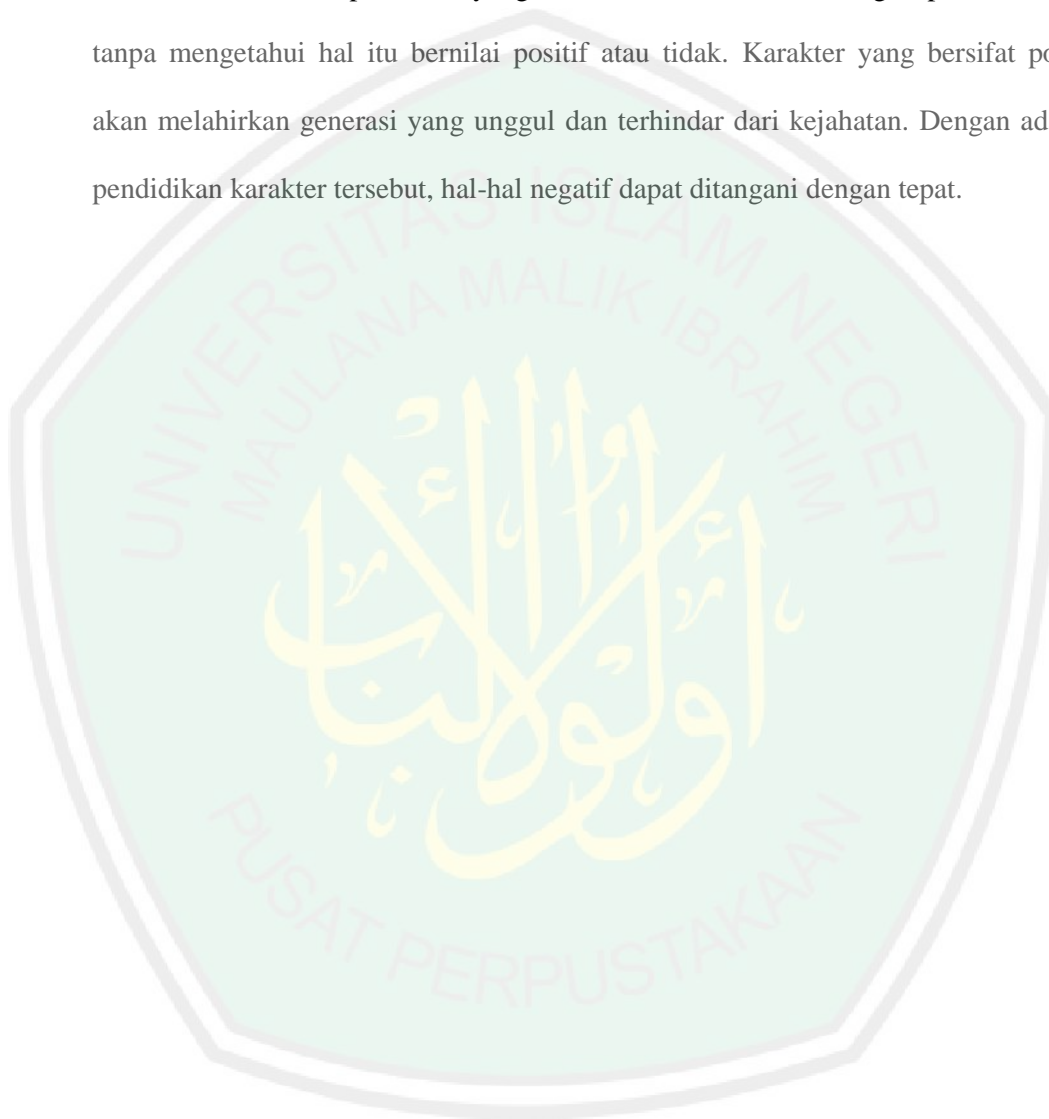 tanpa mengetahui hal itu bernilai positif atau tidak. Karakter yang bersifat
akan melahirkan generasi yang unggul dan terhindar dari kejahatan. Dengan
pendidikan karakter tersebut, hal-hal negatif dapat ditangani dengan tepat.
UNIVERSITAS ISLAM NEGERI
MAULANA MALIK IBRAHIM
أولوا الألباب
PUSAT PERPUSTAKAAN